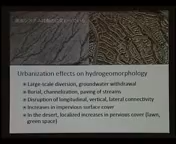 Urbanization effects on hydrogeomorphology
Large-scale diversion, groundwater withdrawal
Burial, channelization, paving of streams
Disruption of longitudinal, vertical, lateral connectivity
Increases in impervious surface cover
In the desert, localized increases in pervious cover (lawn,
green space)